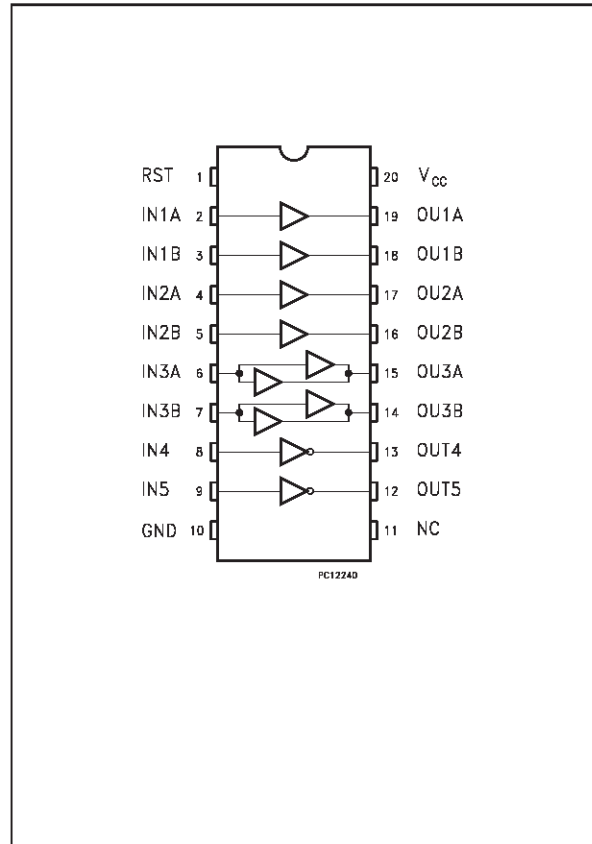 RST 1 20 VCC
IN1A 2 19 OU1A
IN1B 3 18 OU1B
IN2A 4 17 OU2A
IN2B 5 16 OU2B
IN3A 6 15 OU3A
IN3B 7 14 OU3B
IN4 8 13 OUT4
IN5 9 12 OUT5
GND 10 11 NC
PC12240